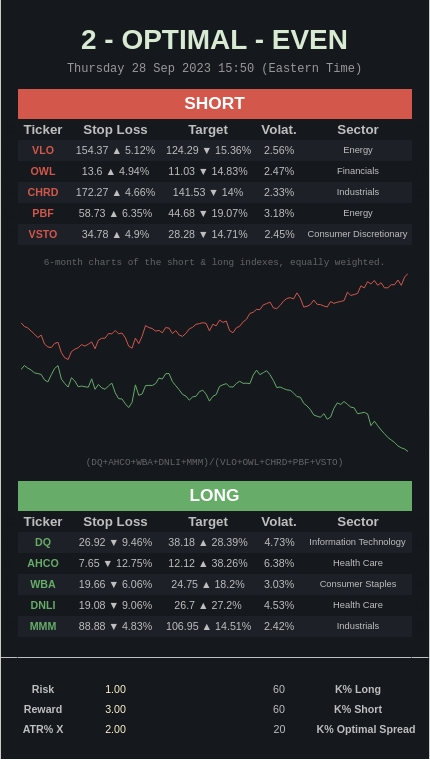 2 - OPTIMAL - EVEN
Thursday 28 Sep 2023 15:50 (Eastern Time)
SHORT
Ticker Stop Loss Target Volat. Sector
VLO 154.37 ▲ 5.12% 124.29 ▼ 15.36% 2.56% Energy
OWL 13.6 ▲ 4.94% 11.03 ▼ 14.83% 2.47% Financials
CHRD 172.27 ▲ 4.66% 141.53 ▼ 14% 2.33% Industrials
PBF 58.73 ▲ 6.35% 44.68 ▼ 19.07% 3.18% Energy
VSTO 34.78 ▲ 4.9% 28.28 ▼ 14.71% 2.45% Consumer Discretionary
6-month charts of the short & long indexes, equally weighted.
(DQ+AHCO+WBA+DNLI+MMM)/(VLO+OWL+CHRD+PBF+VSTO)
LONG
Ticker Stop Loss Target Volat. Sector
DQ 26.92 ▼ 9.46% 38.18 ▲ 28.39% 4.73% Information Technology
AHCO 7.65 ▼ 12.75% 12.12 ▲ 38.26% 6.38% Health Care
WBA 19.66 ▼ 6.06% 24.75 ▲ 18.2% 3.03% Consumer Staples
DNLI 19.08 ▼ 9.06% 26.7 ▲ 27.2% 4.53% Health Care
MMM 88.88 ▼ 4.83% 106.95 ▲ 14.51% 2.42% Industrials
Risk 1.00 60 K% Long
Reward 3.00 60 K% Short
ATR% X 2.00 20 K% Optimal Spread